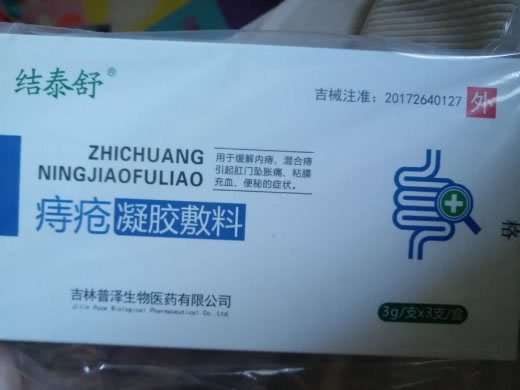 结泰舒®
吉械注准：20172640127 外
ZHICHUANG
NINGJIAOFULIAO
用于缓解内痔、混合痔
引起肛门坠胀痛、粘膜
充血、便秘的症状。
痔疮凝胶敷料
格
吉林普泽生物医药有限公司
Jilin Puze Biological Pharmaceutical Co.,Ltd.
3g/支x3支/盒